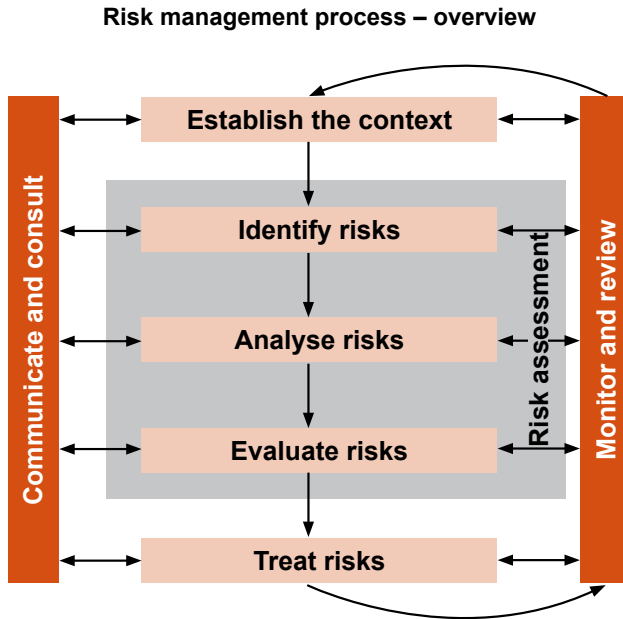 Risk management process – overview
Establish the context
Identify risks
Analyse risks
Evaluate risks
Treat risks
Communicate and consult
Risk assessment
Monitor and review